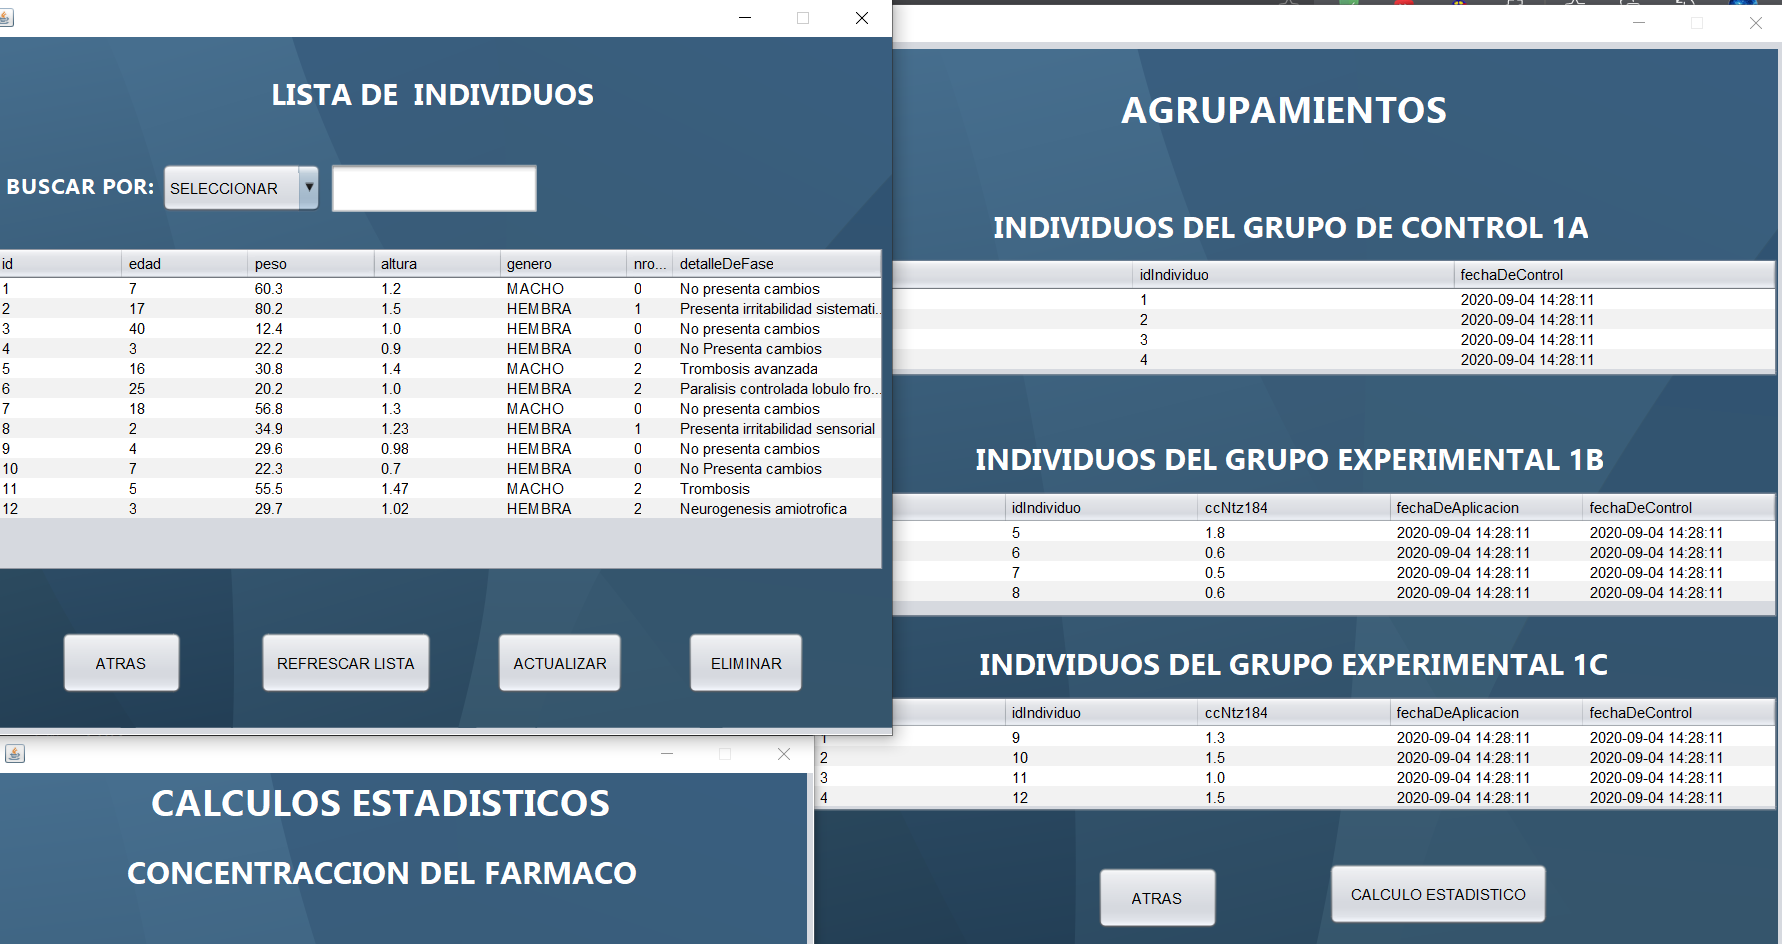 LISTA DE INDIVIDUOS
BUSCAR POR: SELECCIONAR
id edad peso altura genero nro... detalleDeFase
1 7 60.3 1.2 MACHO 0 No presenta cambios
2 17 80.2 1.5 HEMBRA 1 Presenta irritabilidad sistemati...
3 40 12.4 1.0 HEMBRA 0 No presenta cambios
4 3 22.2 0.9 HEMBRA 0 No Presenta cambios
5 16 30.8 1.4 MACHO 2 Trombosis avanzada
6 25 20.2 1.0 HEMBRA 2 Paralisis controlada lobulo fro...
7 18 56.8 1.3 MACHO 0 No presenta cambios
8 2 34.9 1.23 HEMBRA 1 Presenta irritabilidad sensorial
9 4 29.6 0.98 HEMBRA 0 No presenta cambios
10 7 22.3 0.7 HEMBRA 0 No Presenta cambios
11 5 55.5 1.47 MACHO 2 Trombosis
12 3 29.7 1.02 HEMBRA 2 Neurogenesis amiotrofica
ATRAS REFRESCAR LISTA ACTUALIZAR ELIMINAR
CALCULOS ESTADISTICOS
CONCENTRACCION DEL FARMACO
AGRUPAMIENTOS
INDIVIDUOS DEL GRUPO DE CONTROL 1A
idIndividuo fechaDeControl
1 2020-09-04 14:28:11
2 2020-09-04 14:28:11
3 2020-09-04 14:28:11
4 2020-09-04 14:28:11
INDIVIDUOS DEL GRUPO EXPERIMENTAL 1B
idIndividuo ccNtz184 fechaDeAplicacion fechaDeControl
5 1.8 2020-09-04 14:28:11 2020-09-04 14:28:11
6 0.6 2020-09-04 14:28:11 2020-09-04 14:28:11
7 0.5 2020-09-04 14:28:11 2020-09-04 14:28:11
8 0.6 2020-09-04 14:28:11 2020-09-04 14:28:11
INDIVIDUOS DEL GRUPO EXPERIMENTAL 1C
idIndividuo ccNtz184 fechaDeAplicacion fechaDeControl
1 9 1.3 2020-09-04 14:28:11 2020-09-04 14:28:11
2 10 1.5 2020-09-04 14:28:11 2020-09-04 14:28:11
3 11 1.0 2020-09-04 14:28:11 2020-09-04 14:28:11
4 12 1.5 2020-09-04 14:28:11 2020-09-04 14:28:11
ATRAS CALCULO ESTADISTICO